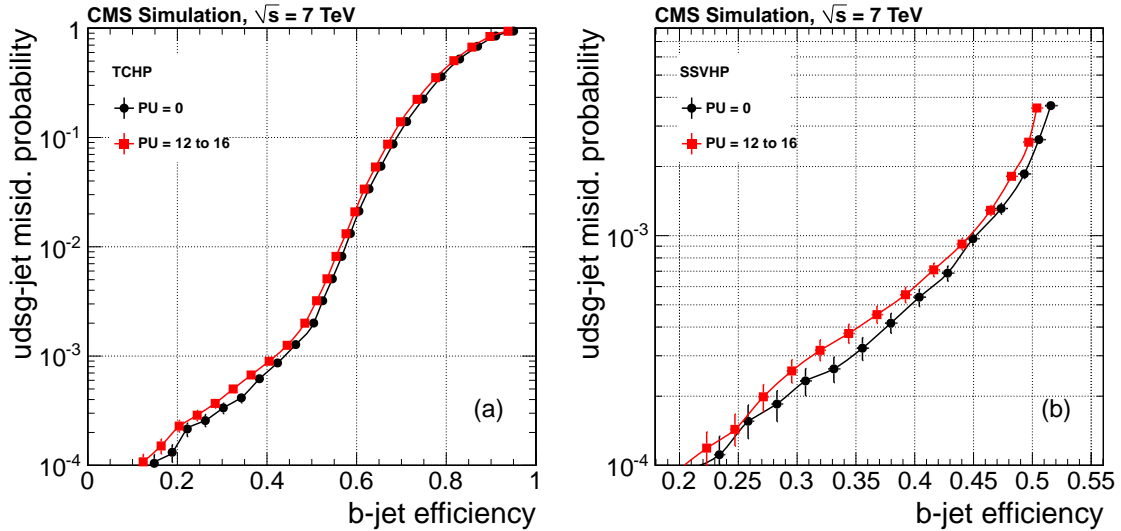 CMS Simulation, √s = 7 TeV
udsg-jet misid. probability
1
10⁻¹
10⁻²
10⁻³
10⁻⁴
TCHP
PU = 0
PU = 12 to 16
(a)
0 0.2 0.4 0.6 0.8 1
b-jet efficiency
CMS Simulation, √s = 7 TeV
udsg-jet misid. probability
10⁻³
10⁻⁴
SSVHP
PU = 0
PU = 12 to 16
(b)
0.2 0.25 0.3 0.35 0.4 0.45 0.5 0.55
b-jet efficiency